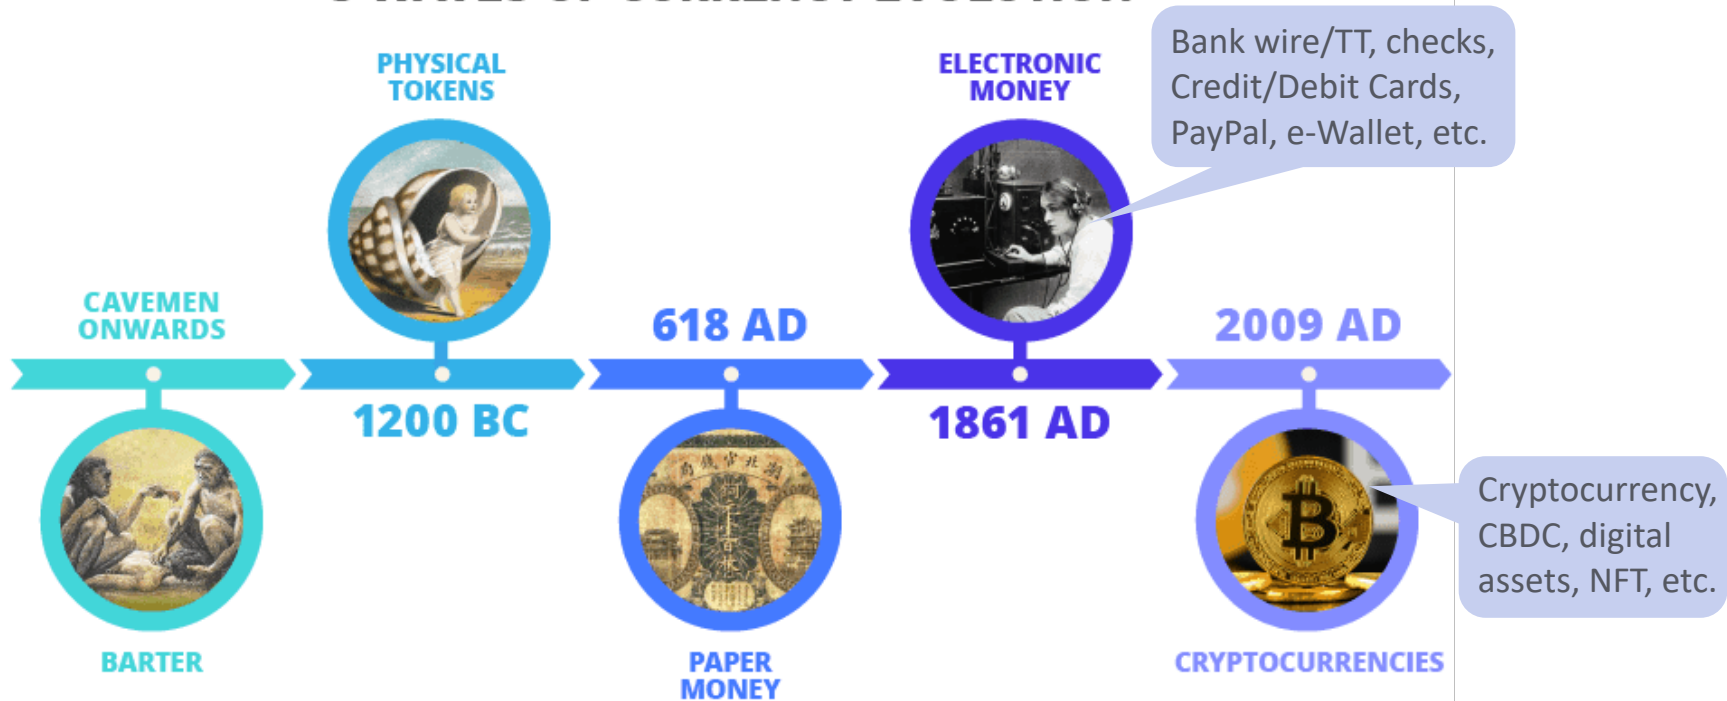 PHYSICAL
TOKENS
ELECTRONIC
MONEY
Bank wire/TT, checks,
Credit/Debit Cards,
PayPal, e-Wallet, etc.
CAVEMEN
ONWARDS
618 AD
2009 AD
1200 BC
1861 AD
Cryptocurrency,
CBDC, digital
assets, NFT, etc.
BARTER
PAPER
MONEY
CRYPTOCURRENCIES